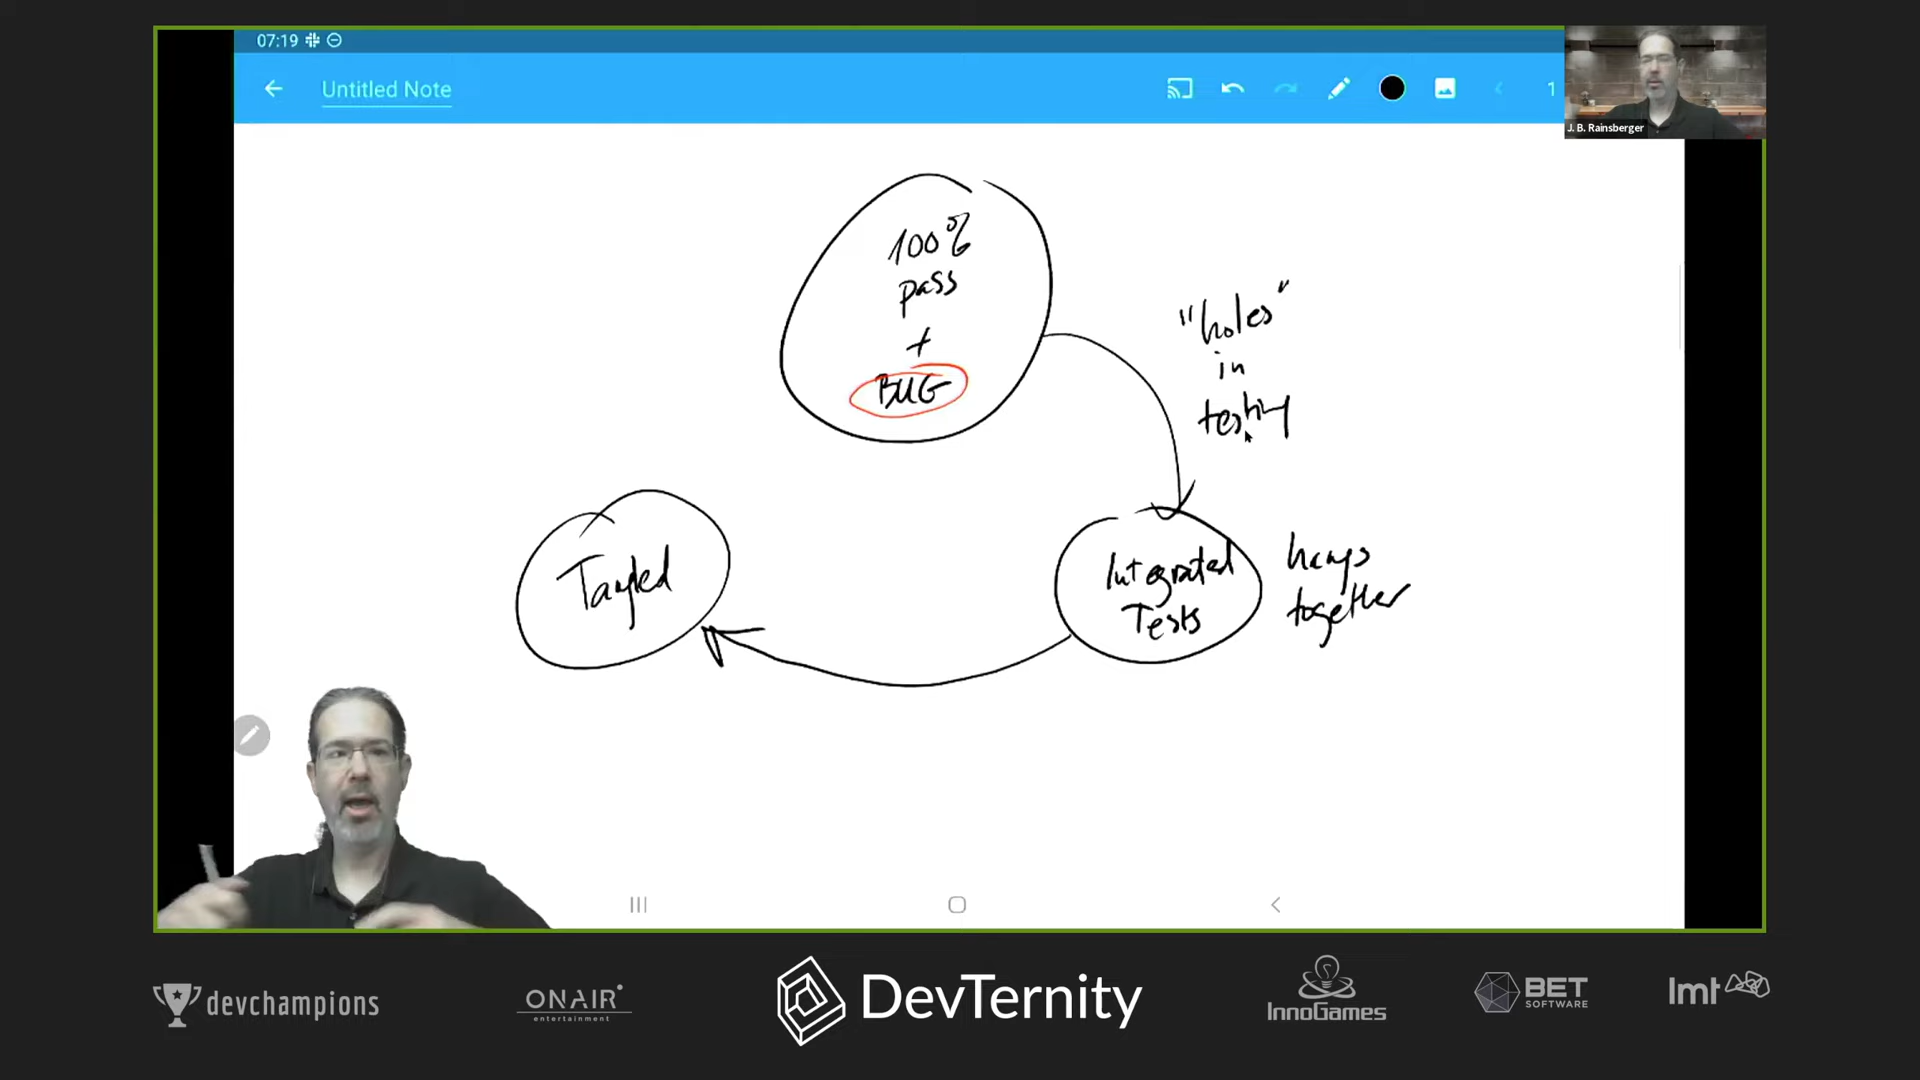 07:19
Untitled Note
1
J. B. Rainsberger
100%
pass
+
BUG
"holes"
in
testing
Integrated
Tests
hangs
together
Tangled
devchampions
ONAIR
entertainment
DevTernity
InnoGames
BET
SOFTWARE
lmt